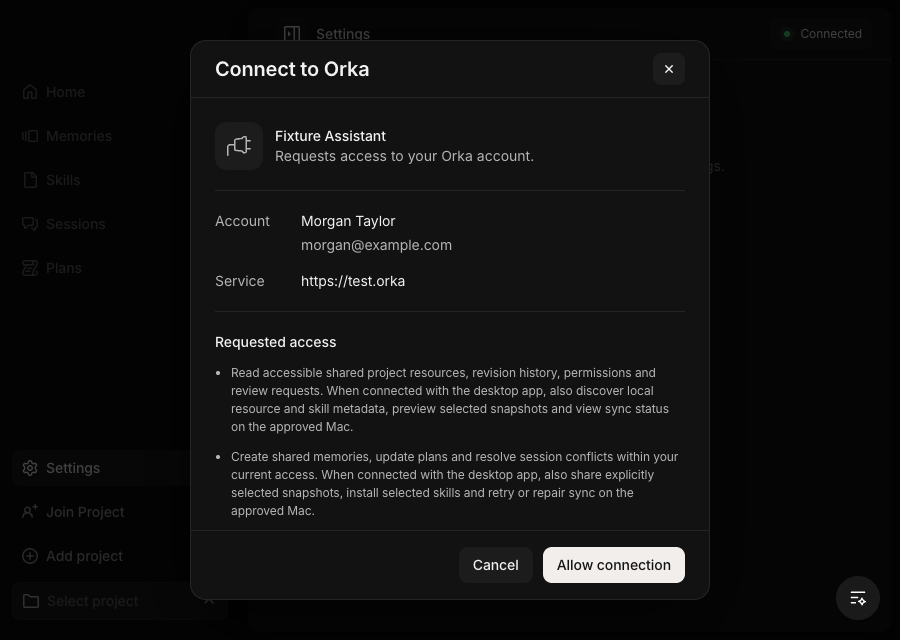 Settings
Connected
Home
Memories
Skills
Sessions
Plans
Settings
Join Project
Add project
Select project
gs.
Connect to Orka
Fixture Assistant
Requests access to your Orka account.
Account
Morgan Taylor
morgan@example.com
Service
https://test.orka
Requested access
• Read accessible shared project resources, revision history, permissions and
review requests. When connected with the desktop app, also discover local
resource and skill metadata, preview selected snapshots and view sync status
on the approved Mac.
• Create shared memories, update plans and resolve session conflicts within your
current access. When connected with the desktop app, also share explicitly
selected snapshots, install selected skills and retry or repair sync on the
approved Mac.
Cancel
Allow connection